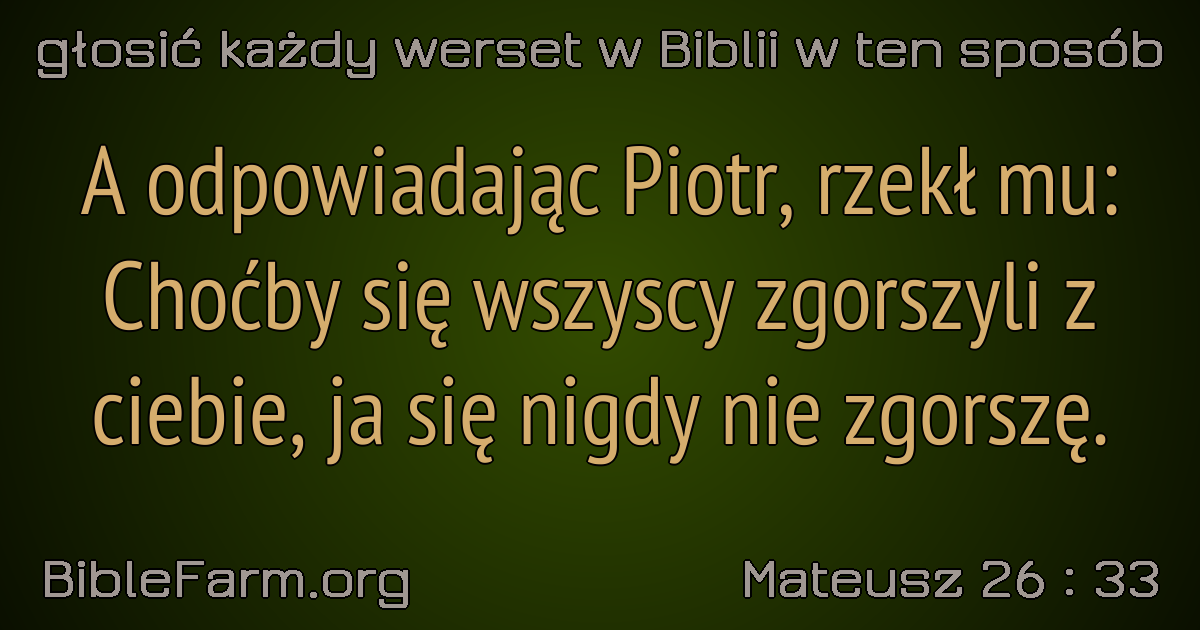 głosić każdy werset w Biblii w ten sposób
A odpowiadając Piotr, rzekł mu:
Choćby się wszyscy zgorszyli z
ciebie, ja się nigdy nie zgorszę.
BibleFarm.org
Mateusz 26 : 33